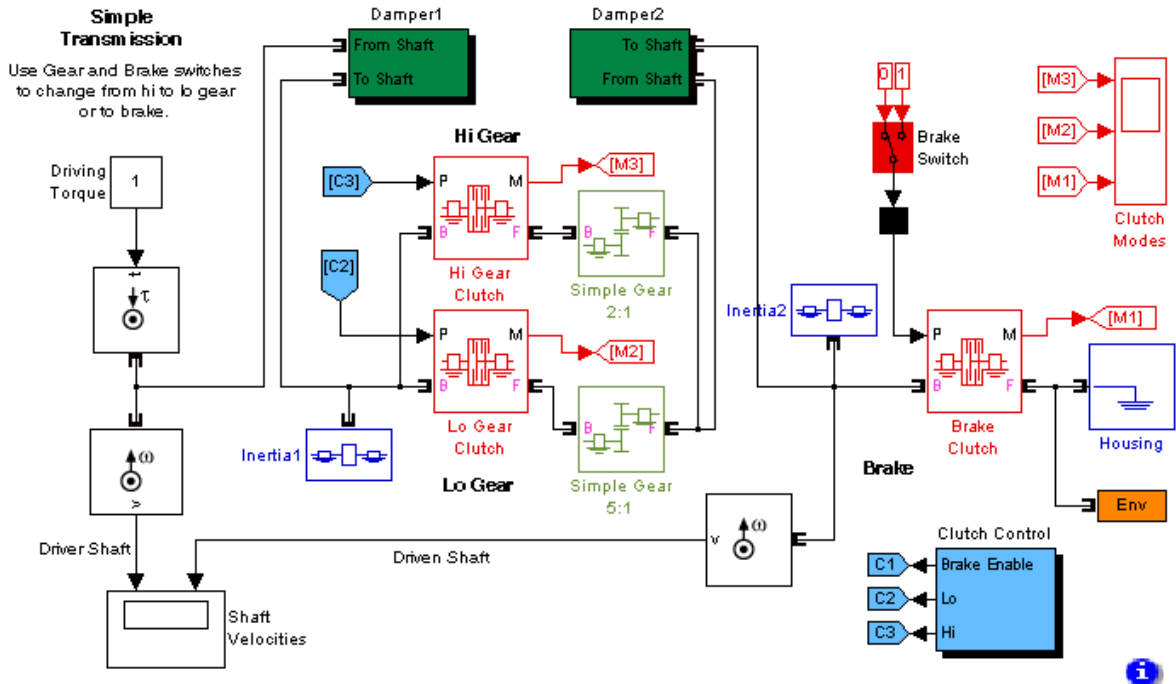 Simple
Transmission
Use Gear and Brake switches
to change from hi to lo gear
or to brake.
Damper1
From Shaft
To Shaft
Damper2
To Shaft
From Shaft
0 1
Brake
Switch
[M3]
[M2]
[M1]
Clutch
Modes
Driving
Torque
1
t
τ
Hi Gear
[C3]
P M
B F
[M3]
Hi Gear
Clutch
B F
Simple Gear
2:1
[C2]
P M
B F
[M2]
Lo Gear
Clutch
Lo Gear
B F
Simple Gear
5:1
Inertia1
Inertia2
P M
B F
[M1]
Brake
Clutch
Brake
Housing
Env
ω
v
Driver Shaft
v ω
Driven Shaft
Shaft
Velocities
Clutch Control
C1 Brake Enable
C2 Lo
C3 Hi
i